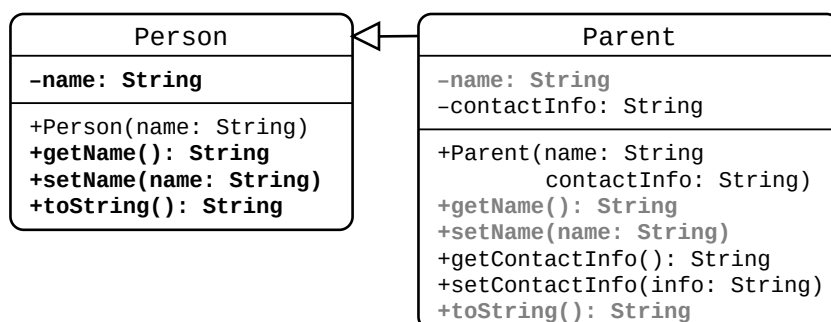 Person
–name: String
+Person(name: String)
+getName(): String
+setName(name: String)
+toString(): String
Parent
–name: String
–contactInfo: String
+Parent(name: String
contactInfo: String)
+getName(): String
+setName(name: String)
+getContactInfo(): String
+setContactInfo(info: String)
+toString(): String